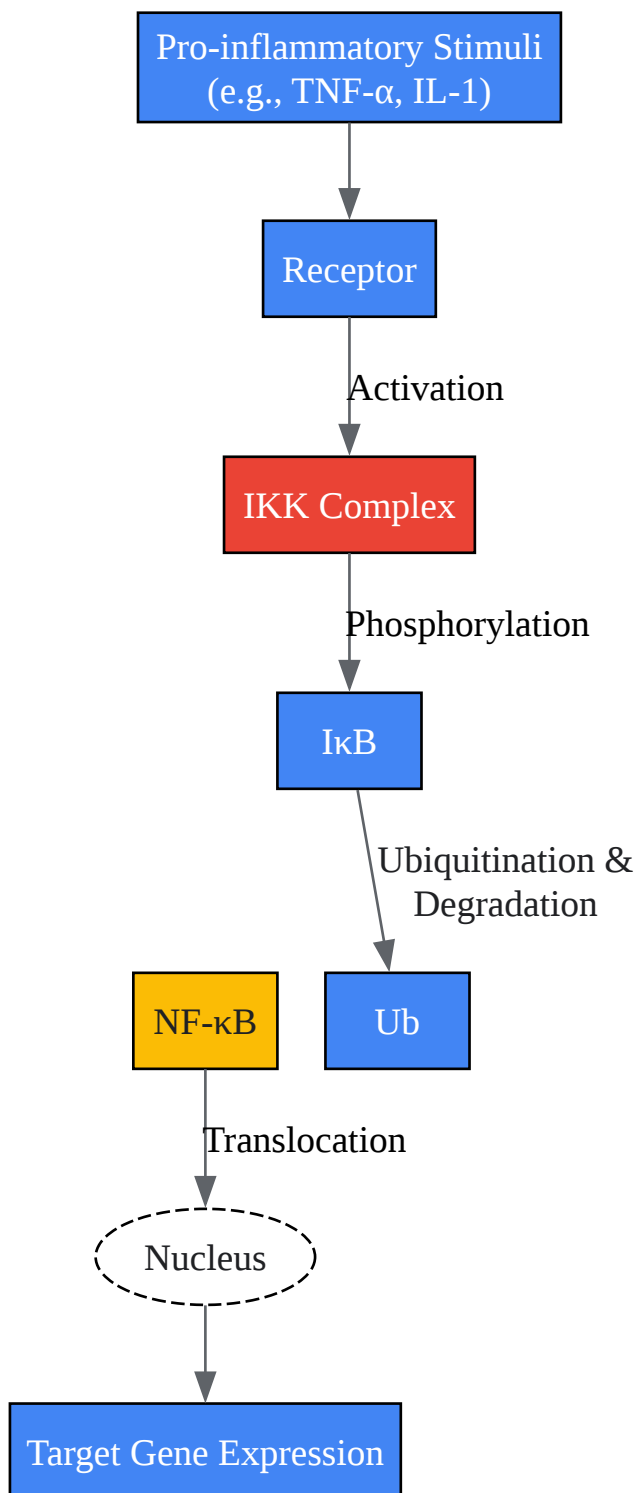 Pro-inflammatory Stimuli
(e.g., TNF-α, IL-1)
Receptor
Activation
IKK Complex
Phosphorylation
IκB
Ubiquitination &
Degradation
NF-κB
Ub
Translocation
Nucleus
Target Gene Expression